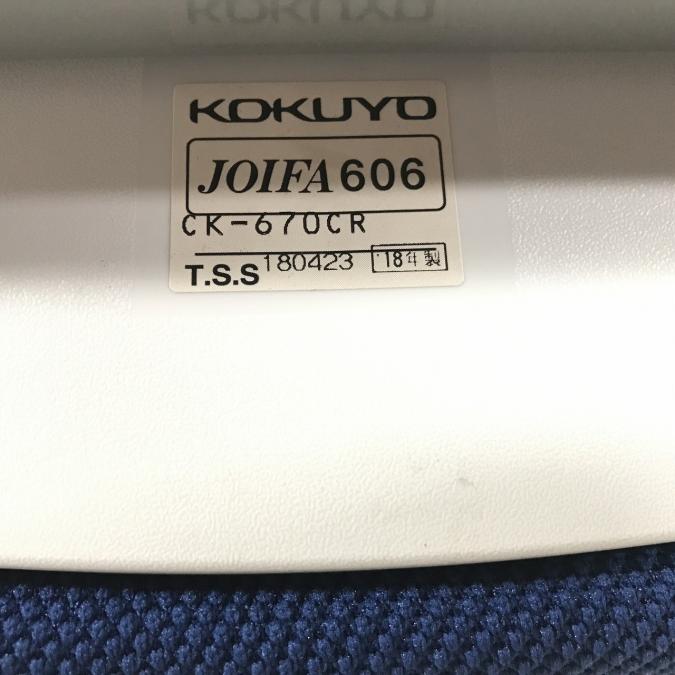 KOKUYO
JOIFA 606
CK-670CR
T.S.S 180423 '18年製